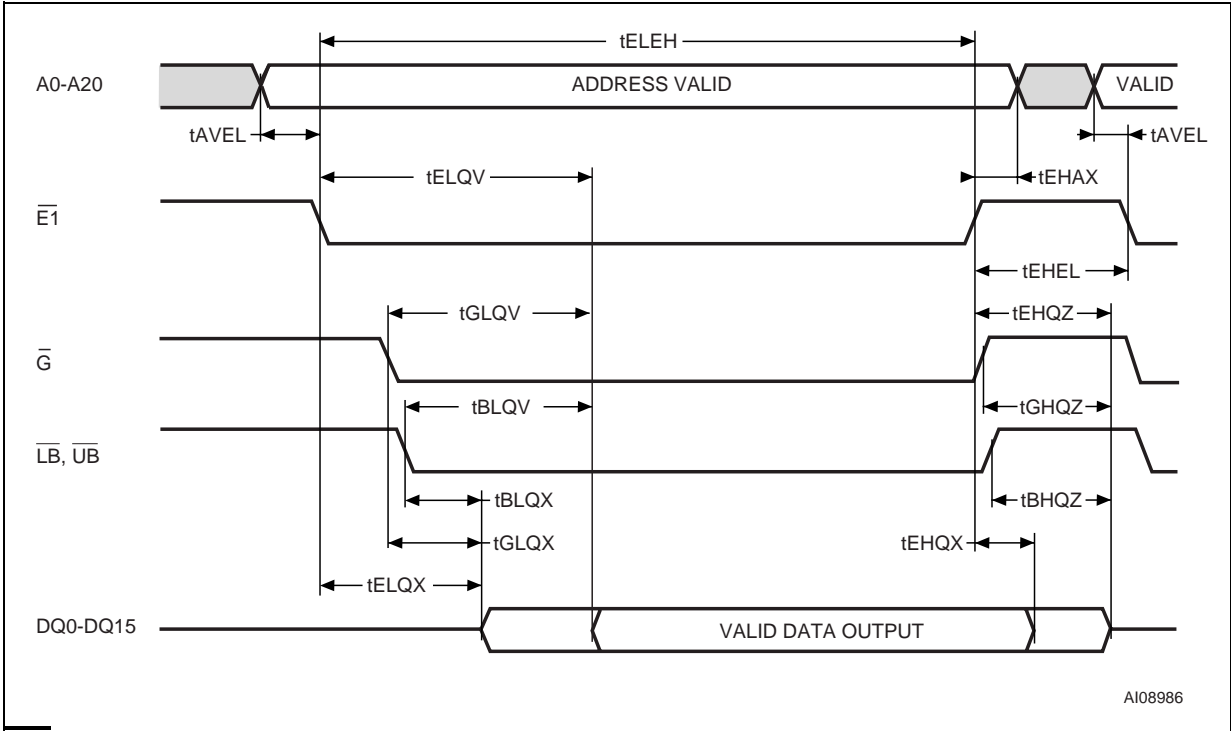 tELEH
A0-A20 ADDRESS VALID VALID
tAVEL tAVEL
tELQV tEHAX
E1
tEHEL
tGLQV tEHQZ
G
tBLQV tGHQZ
LB, UB
tBLQX tBHQZ
tGLQX tEHQX
tELQX
DQ0-DQ15 VALID DATA OUTPUT
AI08986